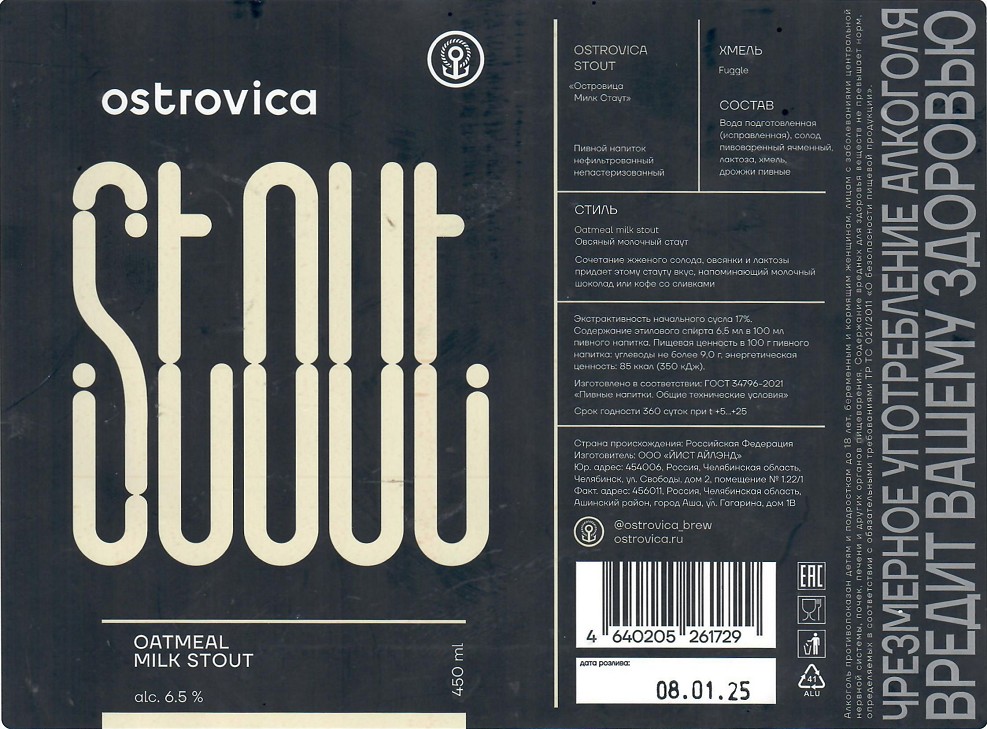 ostrovica
Stout
OATMEAL
MILK STOUT
alc. 6.5 %
450 ml
OSTROVICA
STOUT
«Островица
Милк Стаут»
Пивной напиток
нефильтрованный
непастеризованный
ХМЕЛЬ
Fuggle
СОСТАВ
Вода подготовленная
(исправленная), солод
пивоваренный ячменный,
лактоза, хмель,
дрожжи пивные
СТИЛЬ
Oatmeal milk stout
Овсяный молочный стаут
Сочетание жженого солода, овсянки и лактозы
придает этому стауту вкус, напоминающий молочный
шоколад или кофе со сливками
Экстрактивность начального сусла 17%.
Содержание этилового спирта 6,5 мл в 100 мл
пивного напитка. Пищевая ценность в 100 г пивного
напитка: углеводы не более 9,0 г, энергетическая
ценность: 85 ккал (350 кДж).
Изготовлено в соответствии: ГОСТ 34796-2021
«Пивные напитки. Общие технические условия»
Срок годности 360 суток при t +5...+25
Страна происхождения: Российская Федерация
Изготовитель: ООО «ЙИСТ АЙЛЭНД»
Юр. адрес: 454006, Россия, Челябинская область,
Челябинск, ул. Свободы, дом 2, помещение № 1.22/1
Факт. адрес: 456011, Россия, Челябинская область,
Ашинский район, город Аша, ул. Гагарина, дом 1В
@ostrovica_brew
ostrovica.ru
4 640205 261729
дата розлива:
08.01.25
EAC
41
ALU
Алкоголь противопоказан детям и подросткам до 18 лет, беременным и кормящим женщинам, лицам с заболеваниями центральной
нервной системы, почек, печени и других органов пищеварения. Содержание вредных для здоровья веществ не превышает норм,
определяемых в соответствии с обязательными требованиями ТР ТС 021/2011 «О безопасности пищевой продукции».
ЧРЕЗМЕРНОЕ УПОТРЕБЛЕНИЕ АЛКОГОЛЯ
ВРЕДИТ ВАШЕМУ ЗДОРОВЬЮ